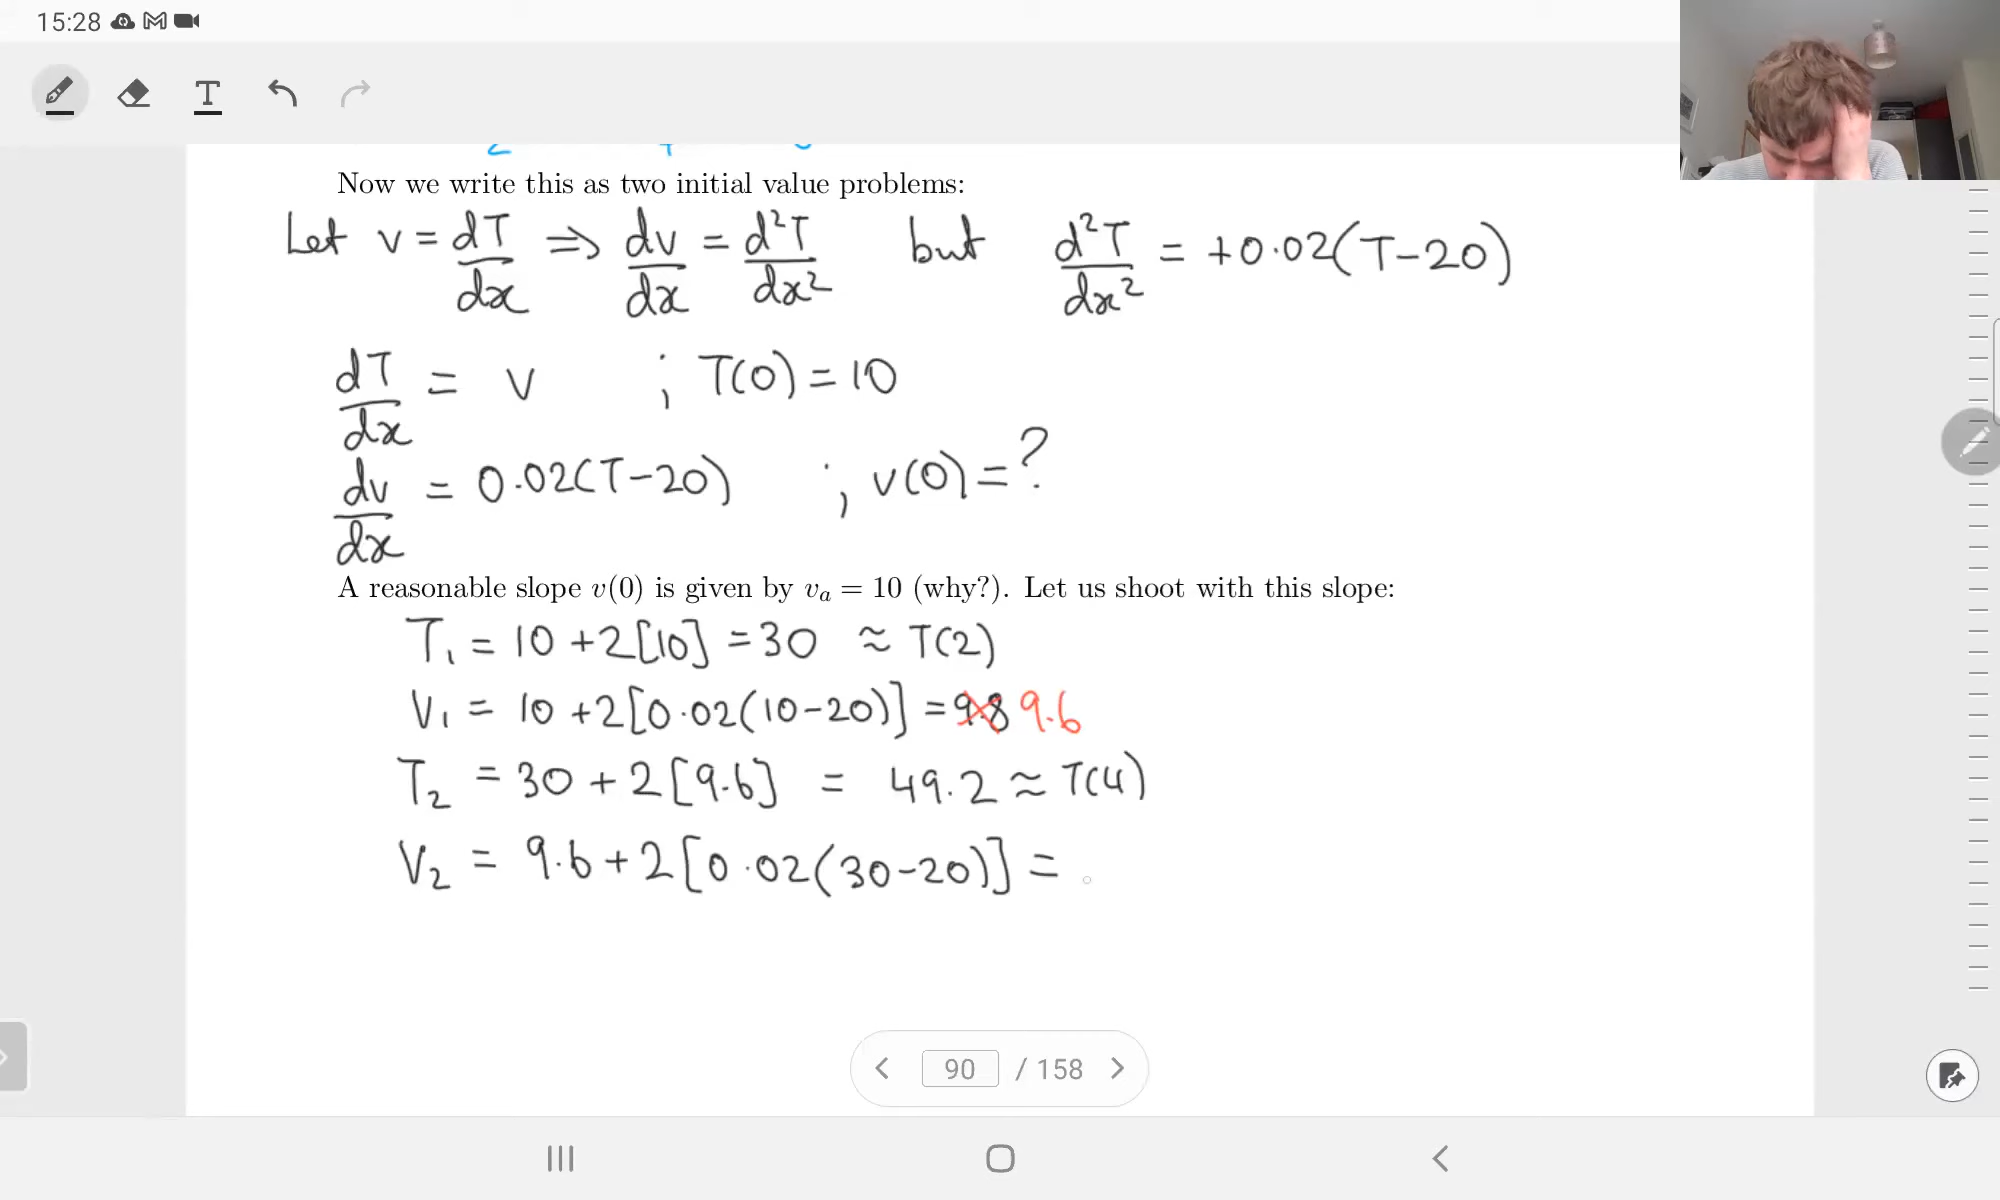 15:28
T
Now we write this as two initial value problems:
Let v = dT/dx ⇒ dv/dx = d²T/dx² but d²T/dx² = +0.02(T-20)
dT/dx = v ; T(0) = 10
dv/dx = 0.02(T-20) ; v(0) = ?
A reasonable slope v(0) is given by vₐ = 10 (why?). Let us shoot with this slope:
T₁ = 10 + 2[10] = 30 ≈ T(2)
V₁ = 10 + 2[0.02(10-20)] = 9.8 9.6
T₂ = 30 + 2[9.6] = 49.2 ≈ T(4)
V₂ = 9.6 + 2[0.02(30-20)] =
90 / 158